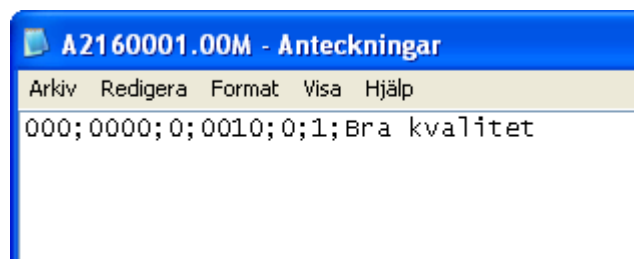 A2160001.00M - Anteckningar
Arkiv Redigera Format Visa Hjälp
000;0000;0;0010;0;1;Bra kvalitet